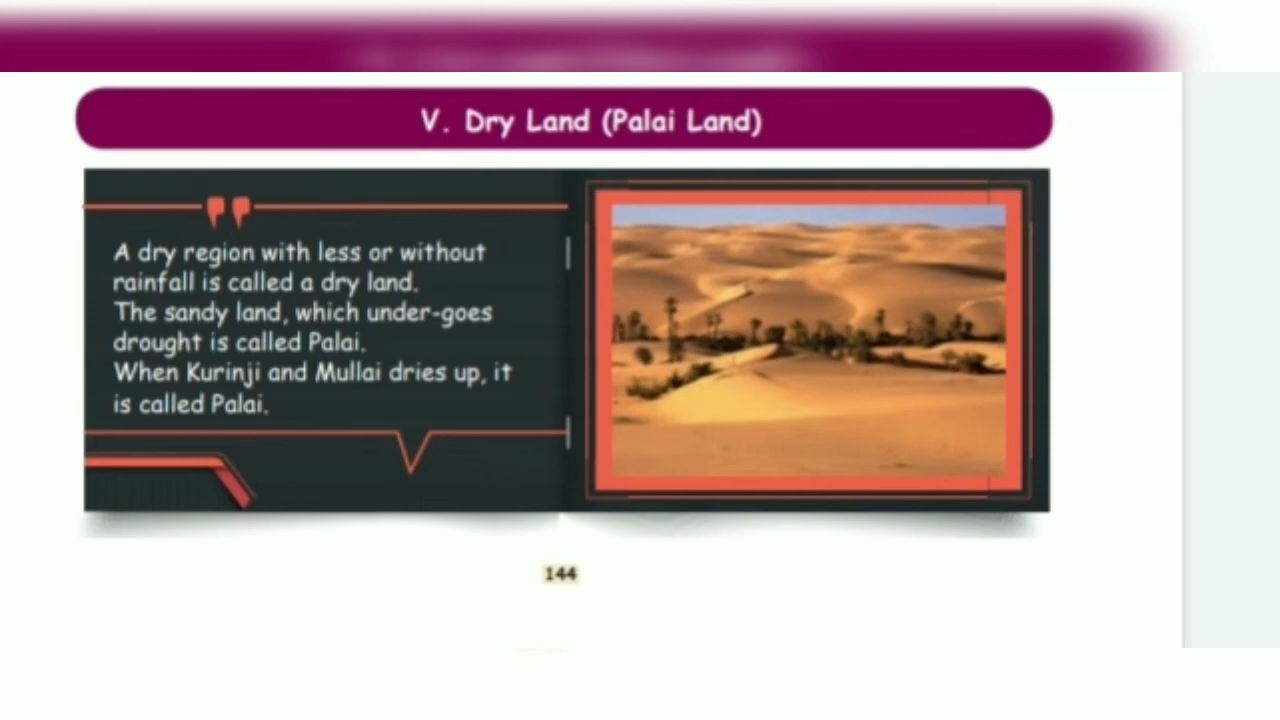 V. Dry Land (Palai Land)
A dry region with less or without
rainfall is called a dry land.
The sandy land, which under-goes
drought is called Palai.
When Kurinji and Mullai dries up, it
is called Palai.
144